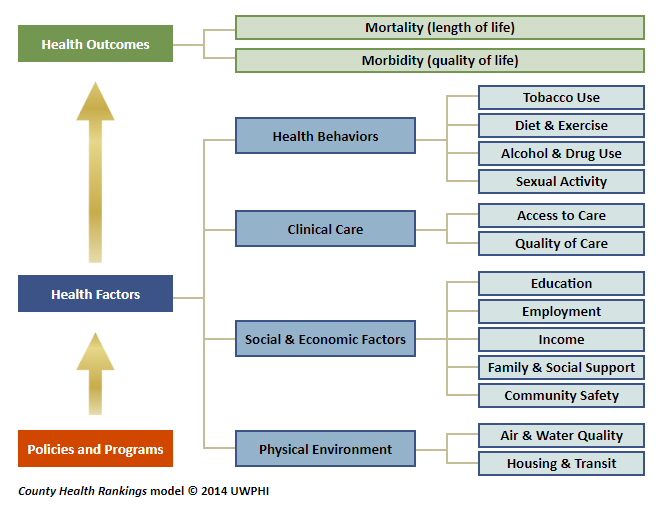 Health Outcomes
Mortality (length of life)
Morbidity (quality of life)
Health Factors
Health Behaviors
Tobacco Use
Diet & Exercise
Alcohol & Drug Use
Sexual Activity
Clinical Care
Access to Care
Quality of Care
Social & Economic Factors
Education
Employment
Income
Family & Social Support
Community Safety
Physical Environment
Air & Water Quality
Housing & Transit
Policies and Programs
County Health Rankings model © 2014 UWPHI